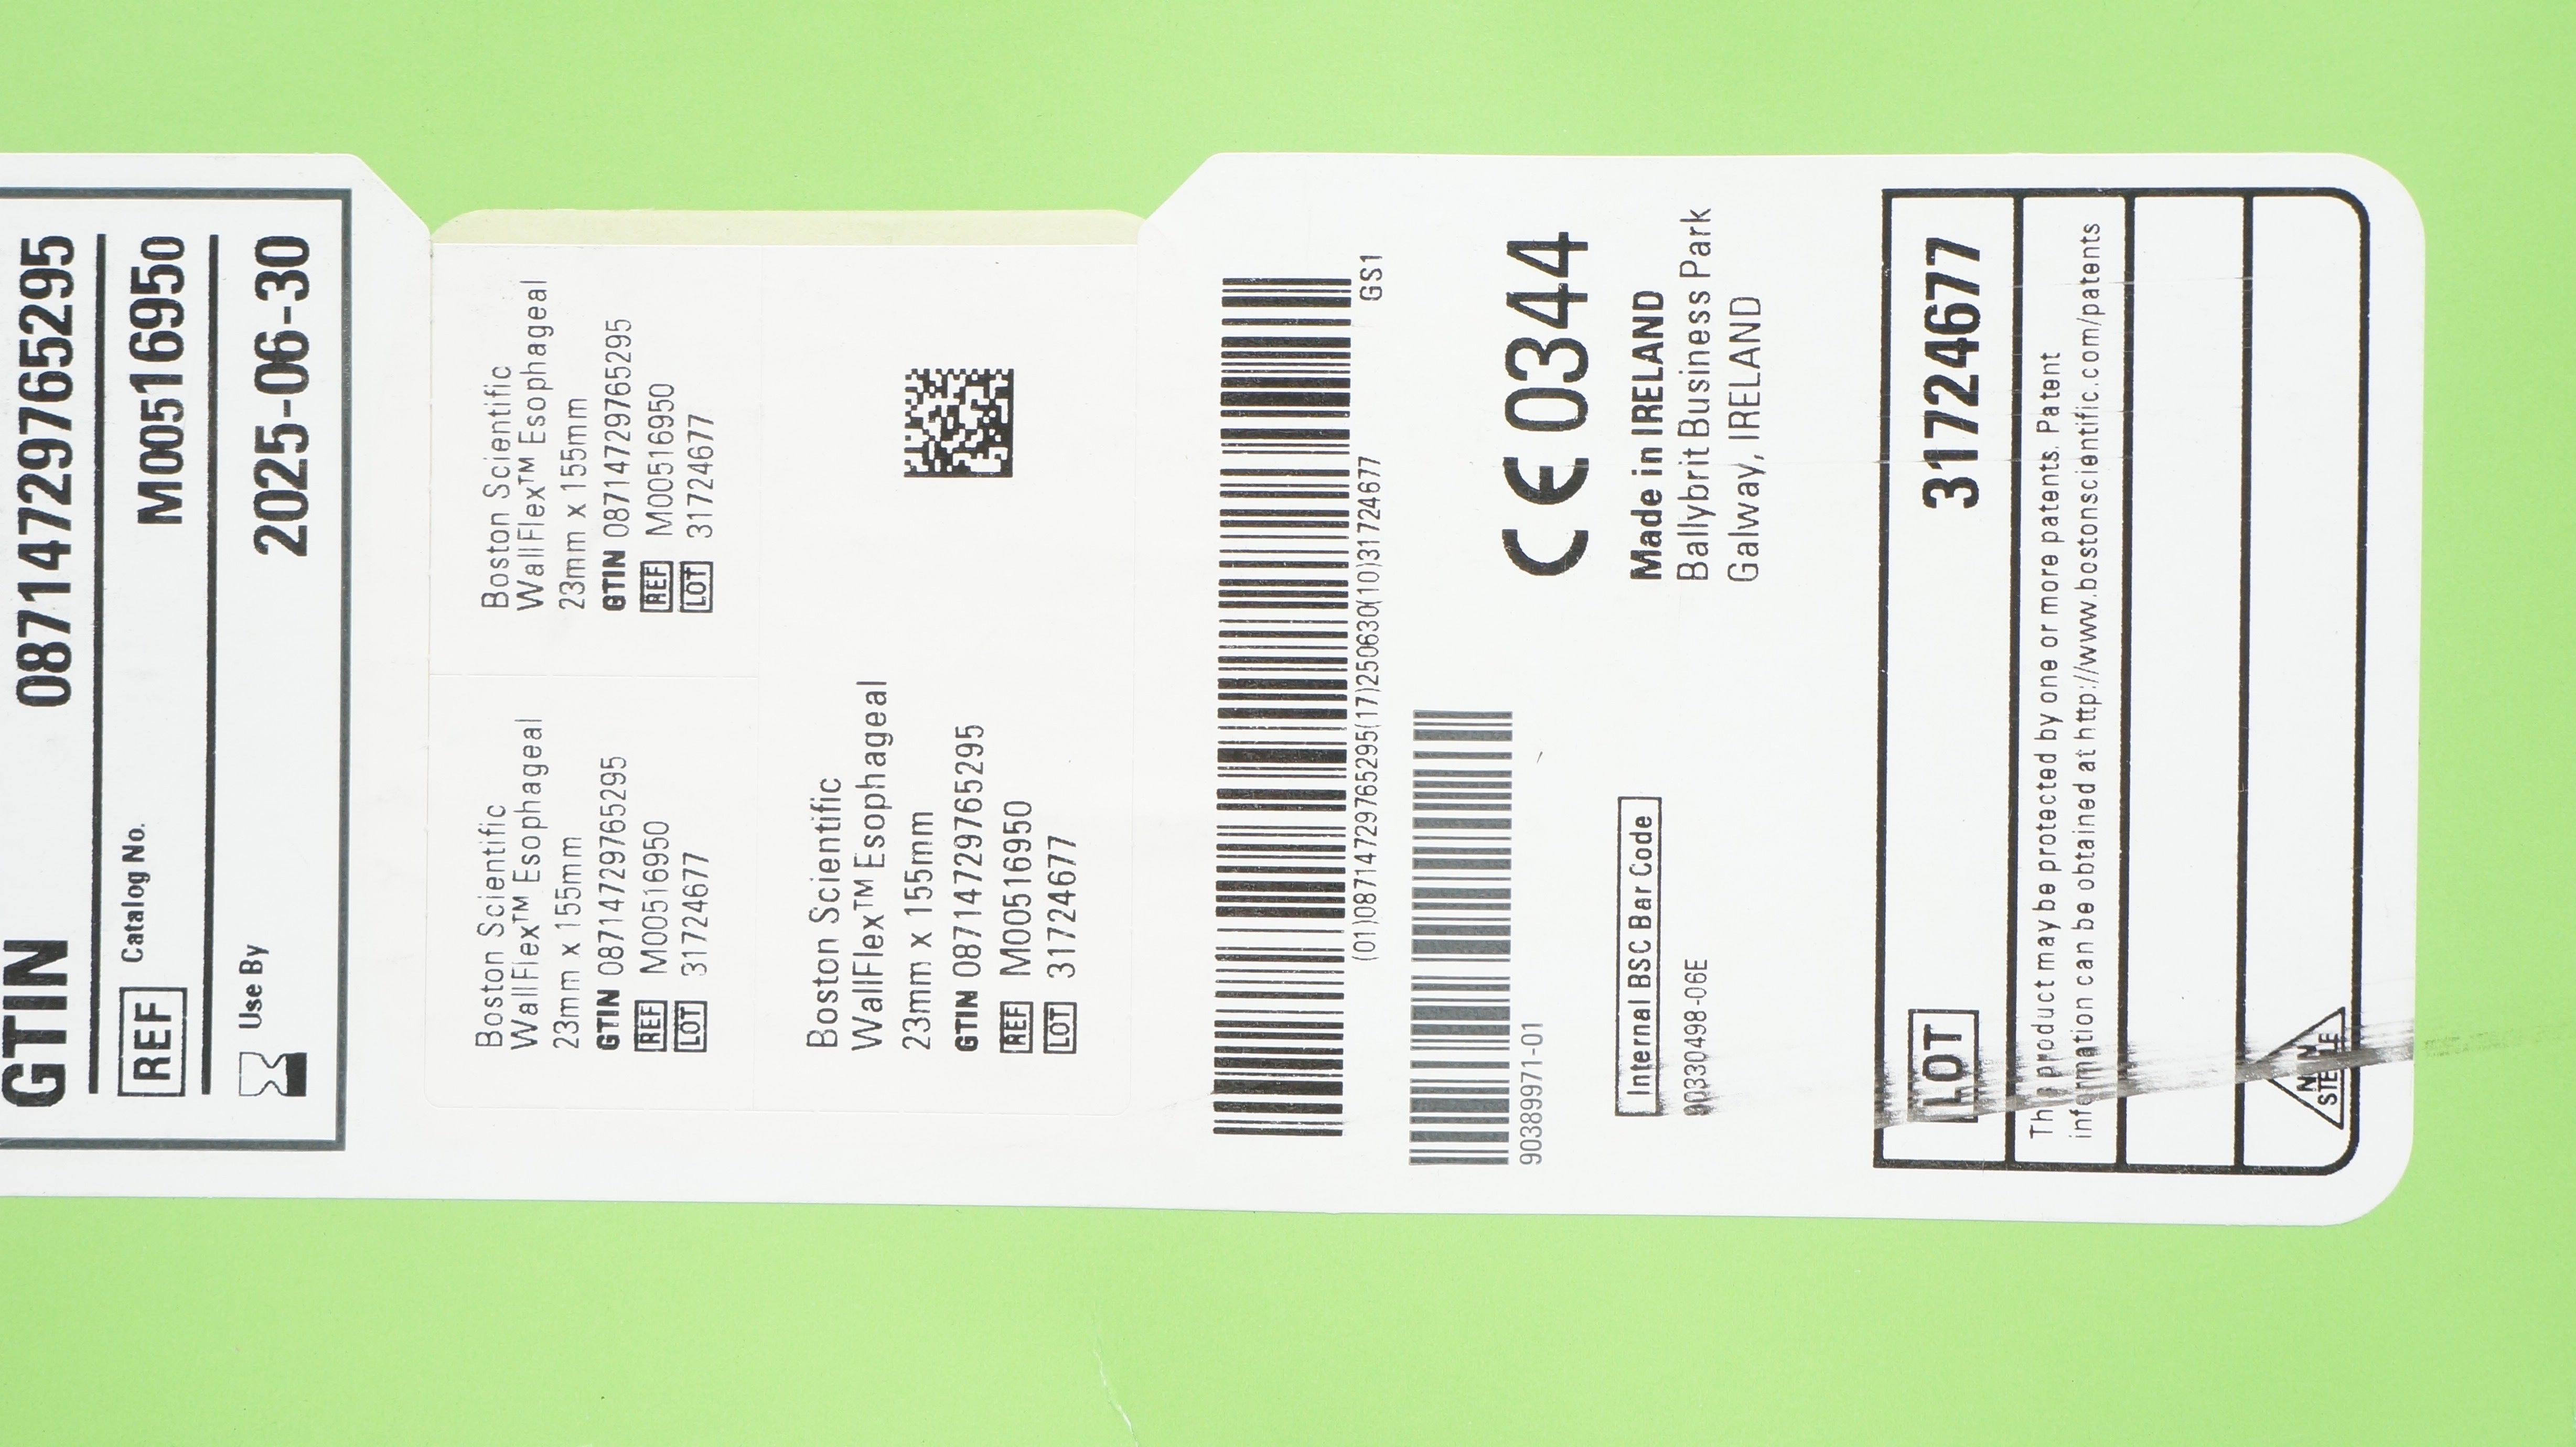 GTIN 08714729765295
REF Catalog No. M00516950
Use By 2025-06-30
Boston Scientific
WallFlex™ Esophageal
23mm x 155mm
GTIN 08714729765295
REF M00516950
LOT 31724677
Boston Scientific
WallFlex™ Esophageal
23mm x 155mm
GTIN 08714729765295
REF M00516950
LOT 31724677
Boston Scientific
WallFlex™ Esophageal
23mm x 155mm
GTIN 08714729765295
REF M00516950
LOT 31724677
GS1
(01)08714729765295(17)250630(10)31724677
90389971-01
CE 0344
Internal BSC Bar Code
90330498-06E
Made in IRELAND
Ballybrit Business Park
Galway, IRELAND
LOT 31724677
The product may be protected by one or more patents. Patent
information can be obtained at http://www.bostonscientific.com/patents
NON
STERILE